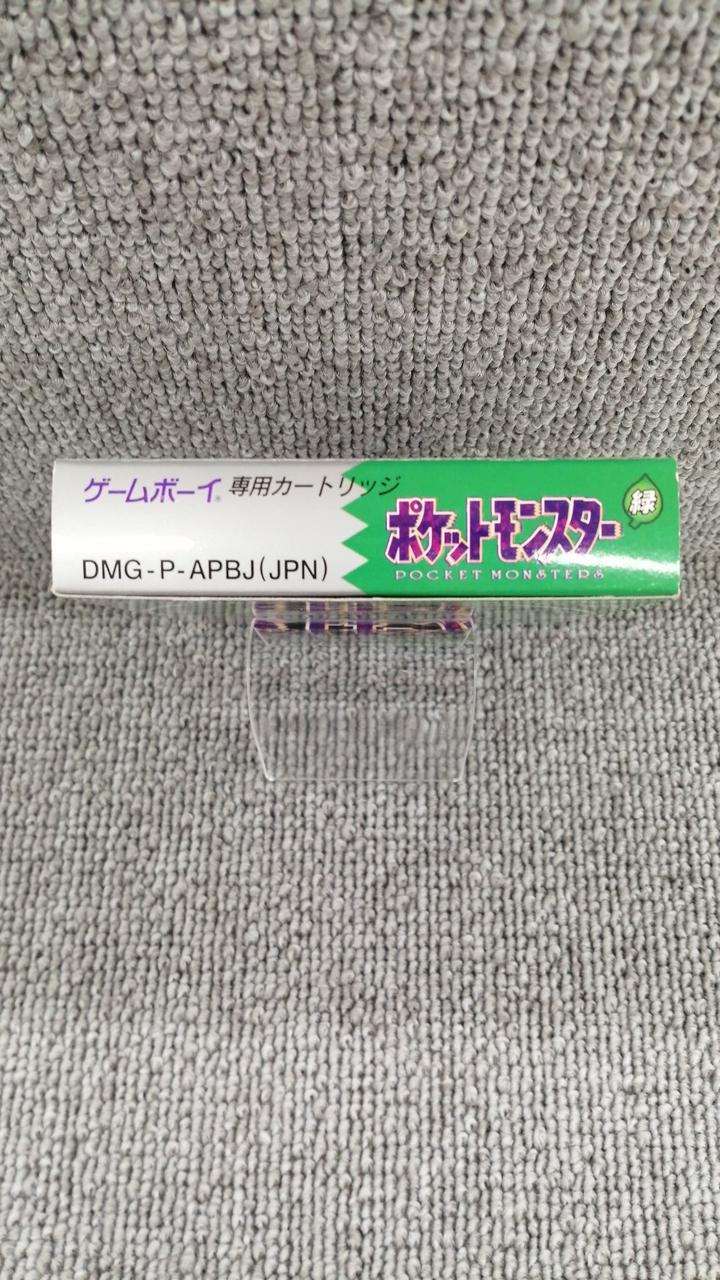 ゲームボーイ® 専用カートリッジ
DMG-P-APBJ(JPN)
ポケットモンスター
緑
POCKET MONSTERS